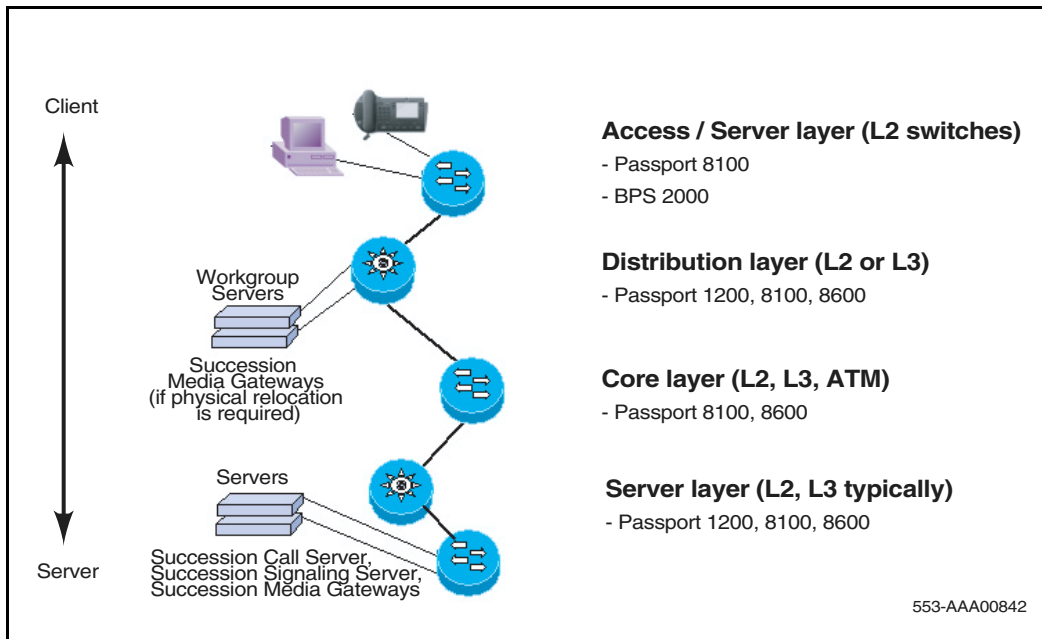 Client
Access / Server layer (L2 switches)
- Passport 8100
- BPS 2000
Workgroup
Servers
Distribution layer (L2 or L3)
- Passport 1200, 8100, 8600
S
Succession
Media Gateways
(if physical relocation
is required)
Core layer (L2, L3, ATM)
- Passport 8100, 8600
Servers
S
Server layer (L2, L3 typically)
- Passport 1200, 8100, 8600
Succession Call Server,
Succession Signaling Server,
Succession Media Gateways
Server
553-AAA00842